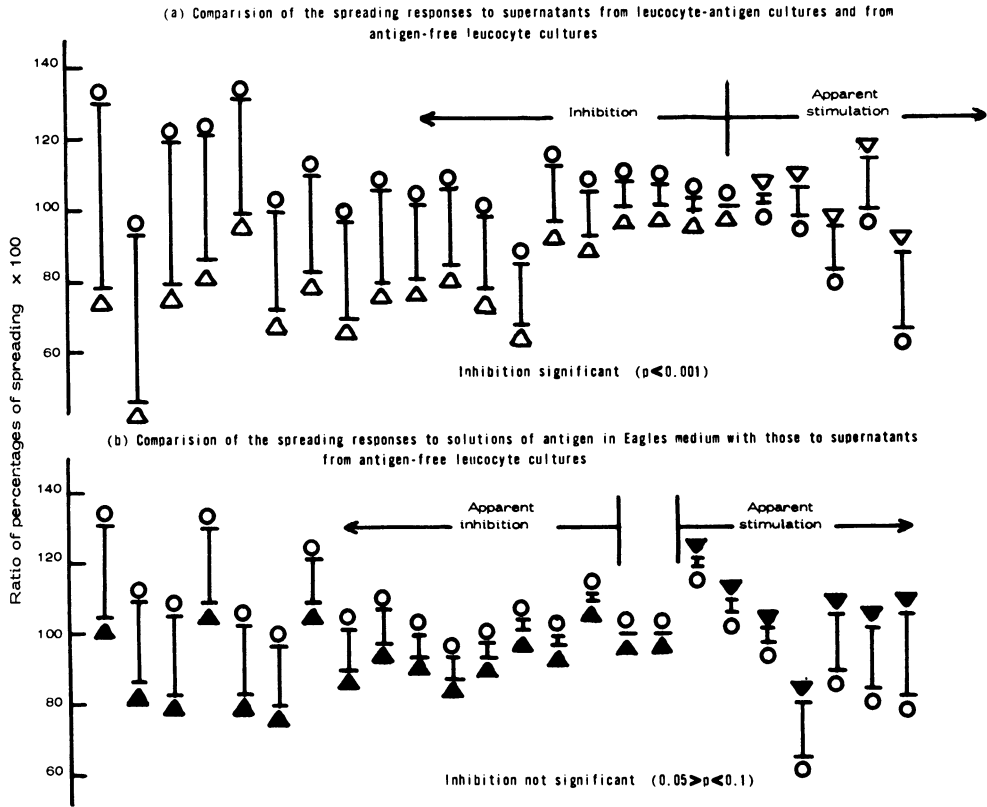 (a) Comparision of the spreading responses to supernatants from leucocyte-antigen cultures and from
antigen-free leucocyte cultures
140
120
100
80
60
Inhibition
Apparent
stimulation
Inhibition significant (p<0.001)
Ratio of percentages of spreading x 100
(b) Comparision of the spreading responses to solutions of antigen in Eagles medium with those to supernatants
from antigen-free leucocyte cultures
140
120
100
80
60
Apparent
inhibition
Apparent
stimulation
Inhibition not significant (0.05>p<0.1)